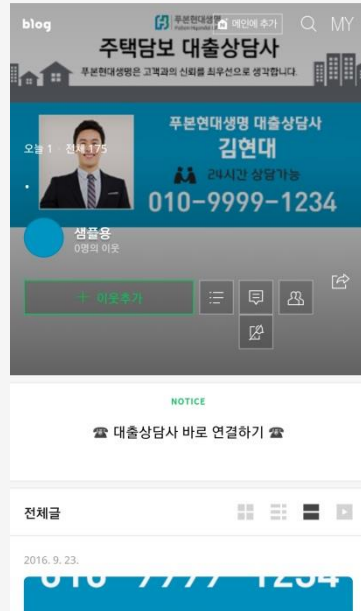 blog
푸본현대생명
메인에 추가
MY
주택담보 대출상담사
푸본현대생명은 고객과의 신뢰를 최우선으로 생각합니다.
푸본현대생명 대출상담사
오늘 1 · 전체 175
김현대
24시간 상담가능
010-9999-1234
샘플용
0명의 이웃
+ 이웃추가
NOTICE
☎ 대출상담사 바로 연결하기 ☎
전체글
2016. 9. 23.